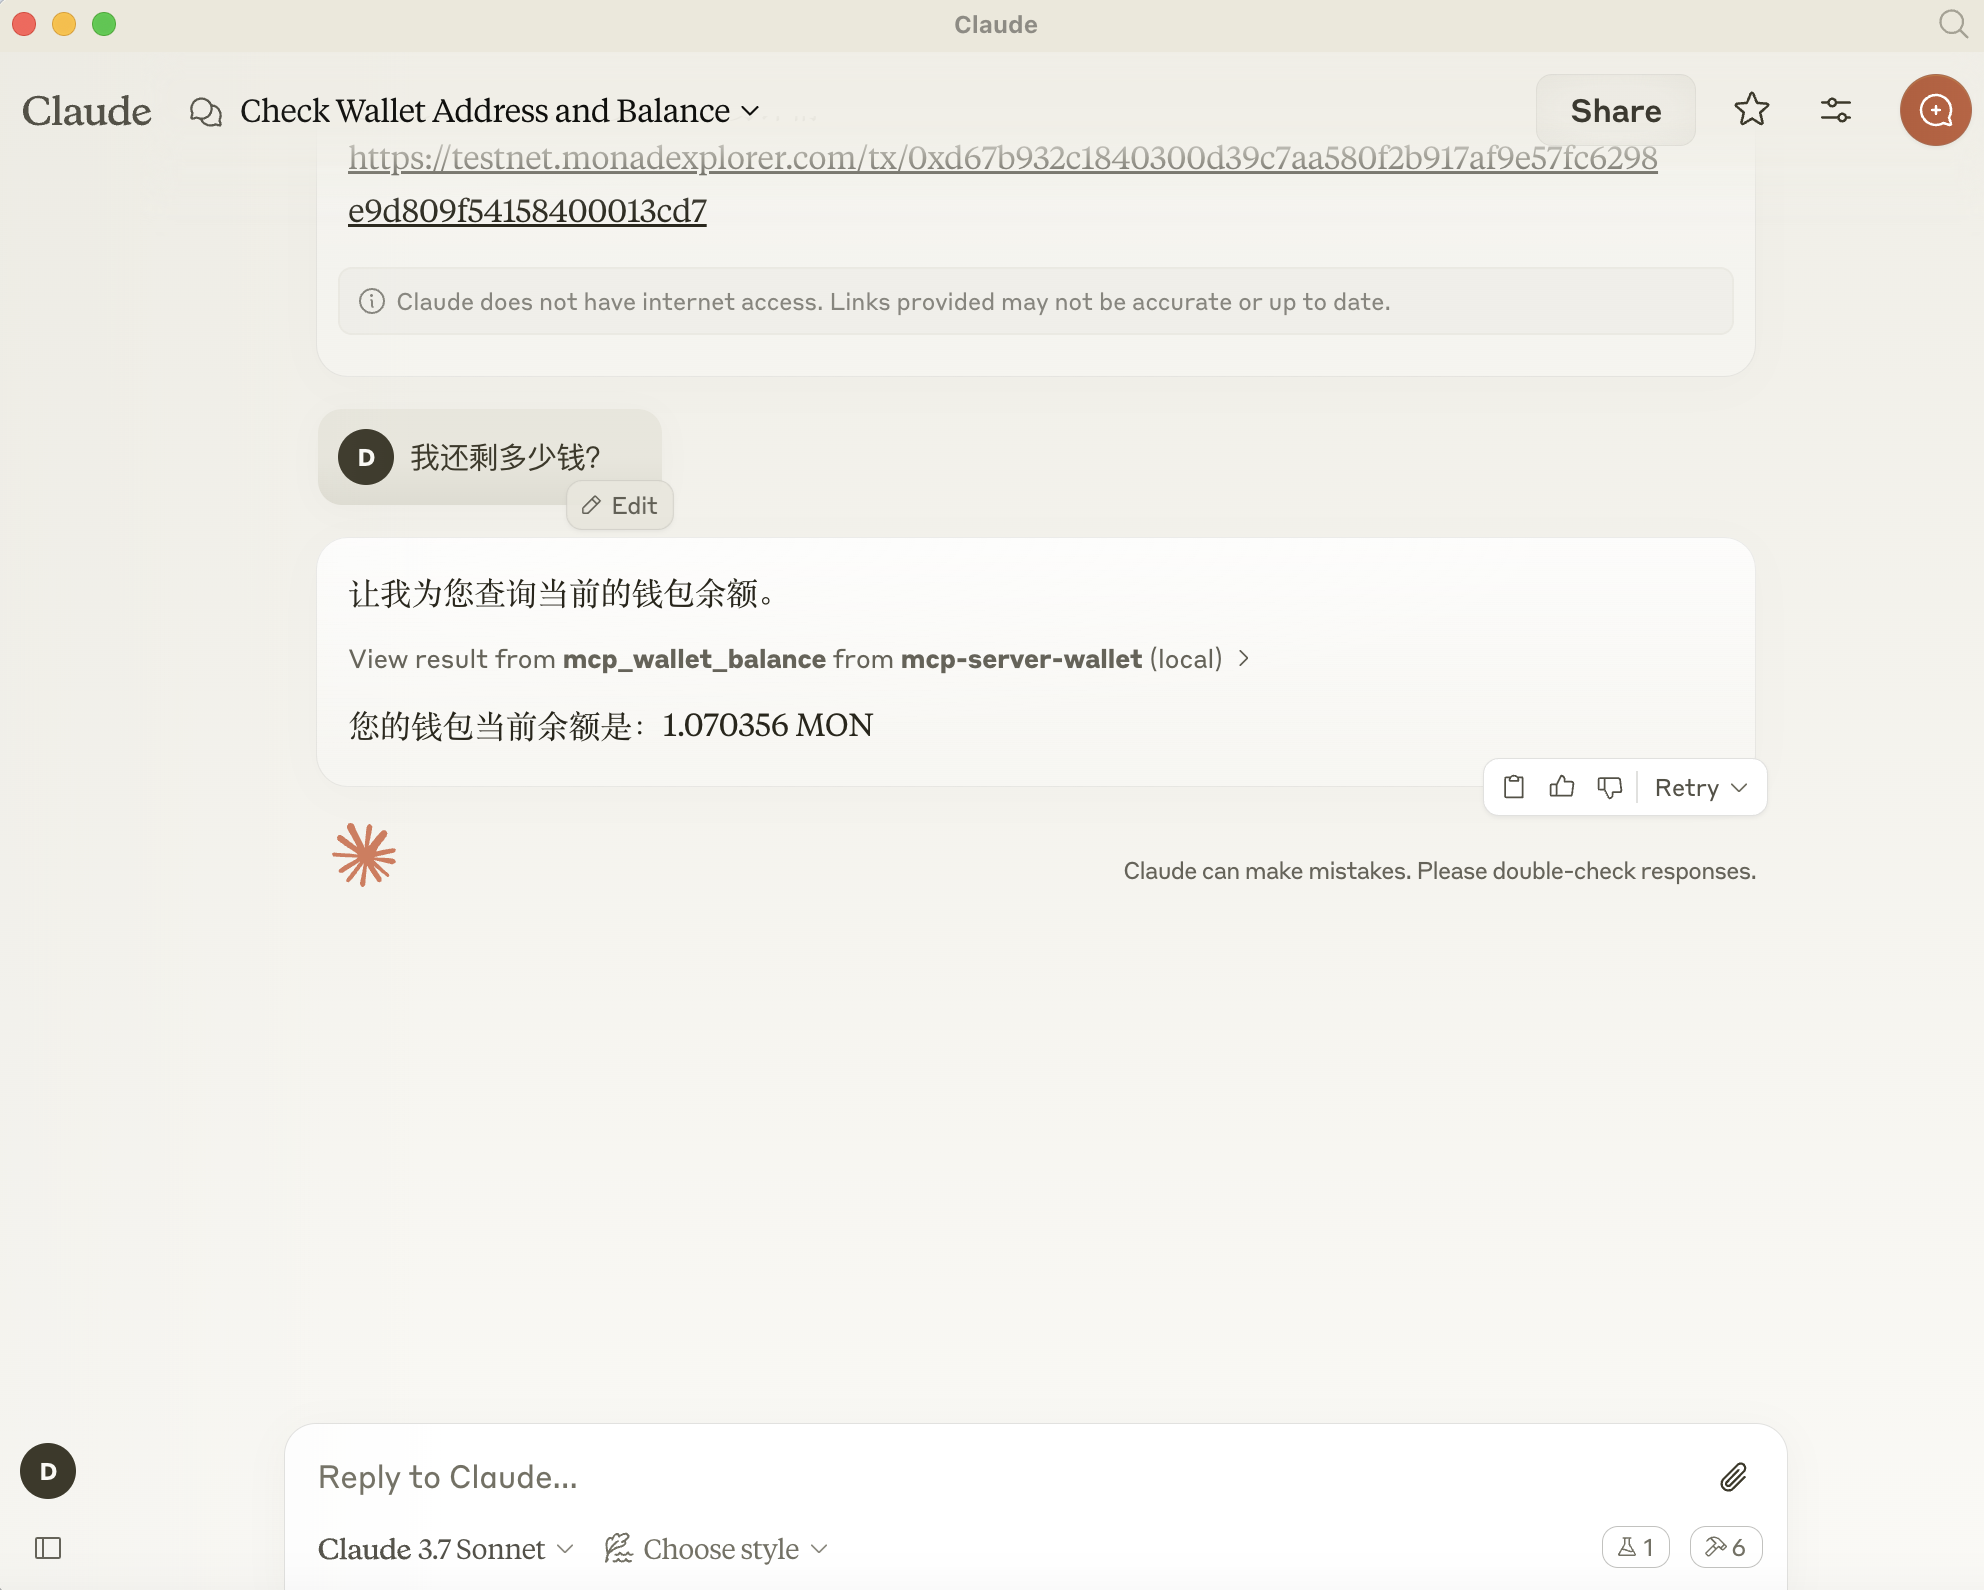 Claude
Claude
Check Wallet Address and Balance
Share
https://testnet.monadexplorer.com/tx/0xd67b932c1840300d39c7aa580f2b917af9e57fc6298
e9d809f54158400013cd7
Claude does not have internet access. Links provided may not be accurate or up to date.
D
我还剩多少钱?
Edit
让我为您查询当前的钱包余额。
View result from mcp_wallet_balance from mcp-server-wallet (local)
您的钱包当前余额是：1.070356 MON
Retry
Claude can make mistakes. Please double-check responses.
D
Reply to Claude...
Claude 3.7 Sonnet
Choose style
1
6